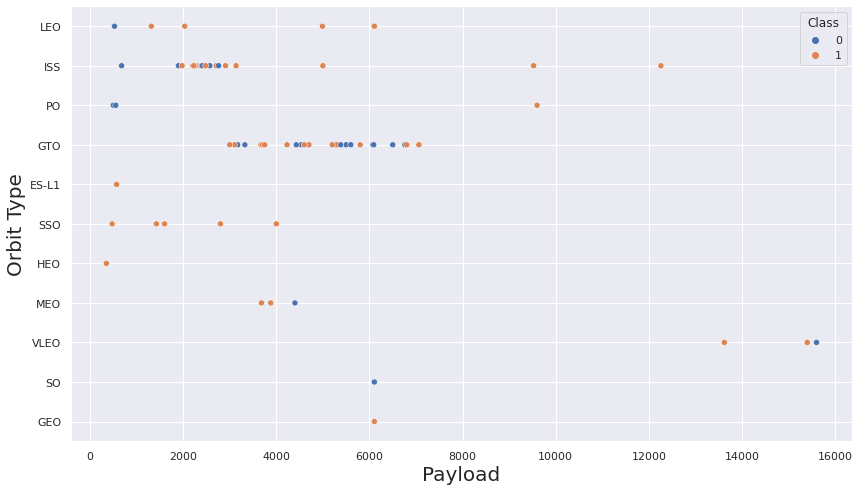 Class
0
1
LEO
ISS
PO
GTO
ES-L1
SSO
HEO
MEO
VLEO
SO
GEO
Orbit Type
0 2000 4000 6000 8000 10000 12000 14000 16000
Payload